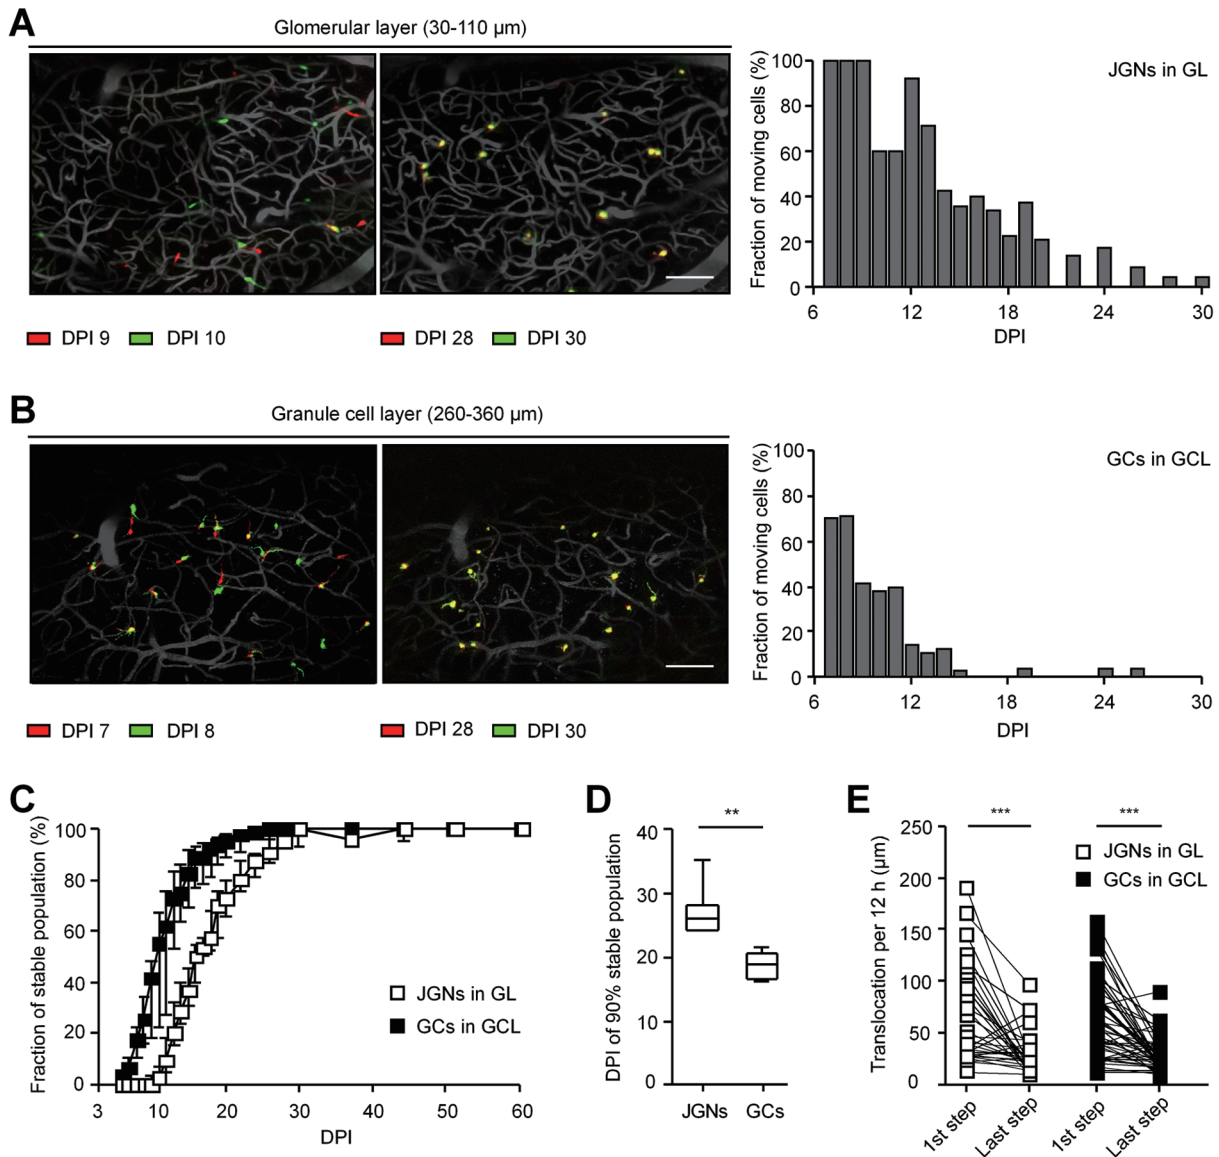 A
Glomerular layer (30-110 µm)
DPI 9 DPI 10 DPI 28 DPI 30
Fraction of moving cells (%)
100
80
60
40
20
0
6 12 18 24 30
DPI
JGNs in GL
B
Granule cell layer (260-360 µm)
DPI 7 DPI 8 DPI 28 DPI 30
Fraction of moving cells (%)
100
80
60
40
20
0
6 12 18 24 30
DPI
GCs in GCL
C
Fraction of stable population (%)
100
80
60
40
20
0
3 10 20 30 40 50 60
DPI
JGNs in GL
GCs in GCL
D
DPI of 90% stable population
40
30
20
10
0
**
JGNs GCs
E
Translocation per 12 h (µm)
250
200
150
100
50
0
*** ***
JGNs in GL
GCs in GCL
1st step Last step 1st step Last step